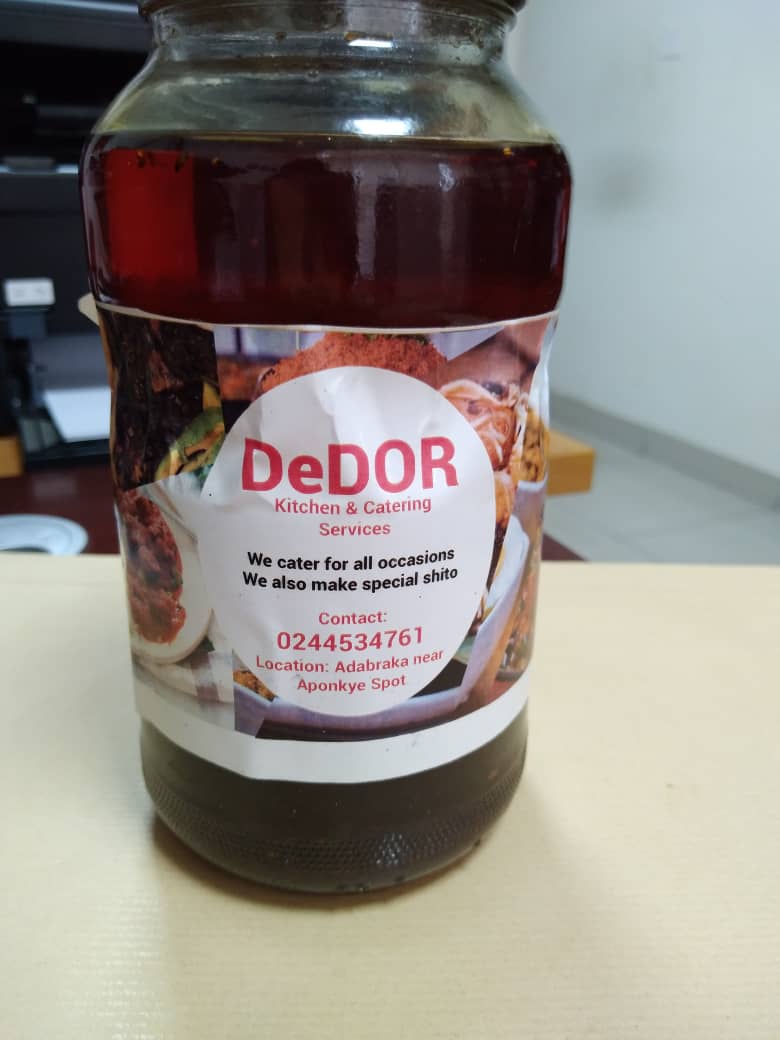 DeDOR
Kitchen & Catering
Services
We cater for all occasions
We also make special shito
Contact:
0244534761
Location: Adabraka near
Aponkye Spot